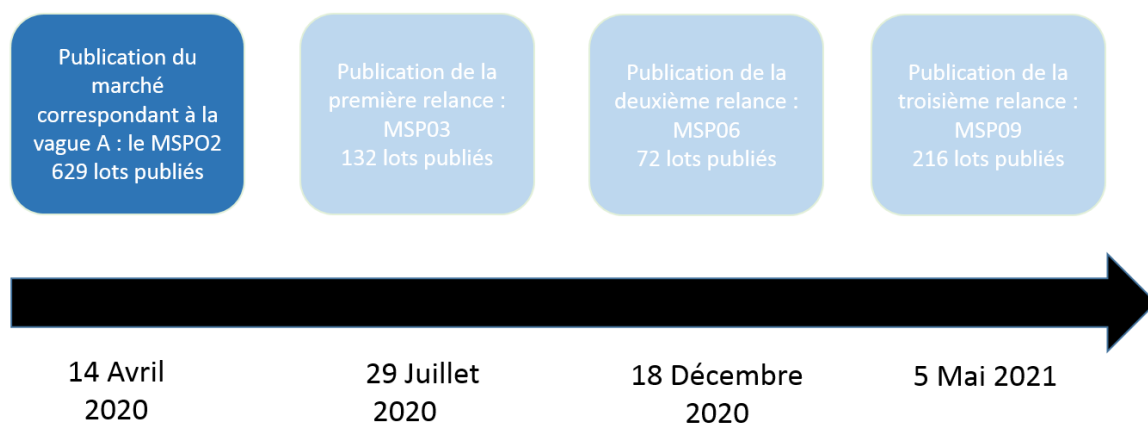 Publication du
marché
correspondant à la
vague A : le MSPO2
629 lots publiés
Publication de la
première relance :
MSP03
132 lots publiés
Publication de la
deuxième relance :
MSP06
72 lots publiés
Publication de la
troisième relance :
MSP09
216 lots publiés
14 Avril
2020
29 Juillet
2020
18 Décembre
2020
5 Mai 2021